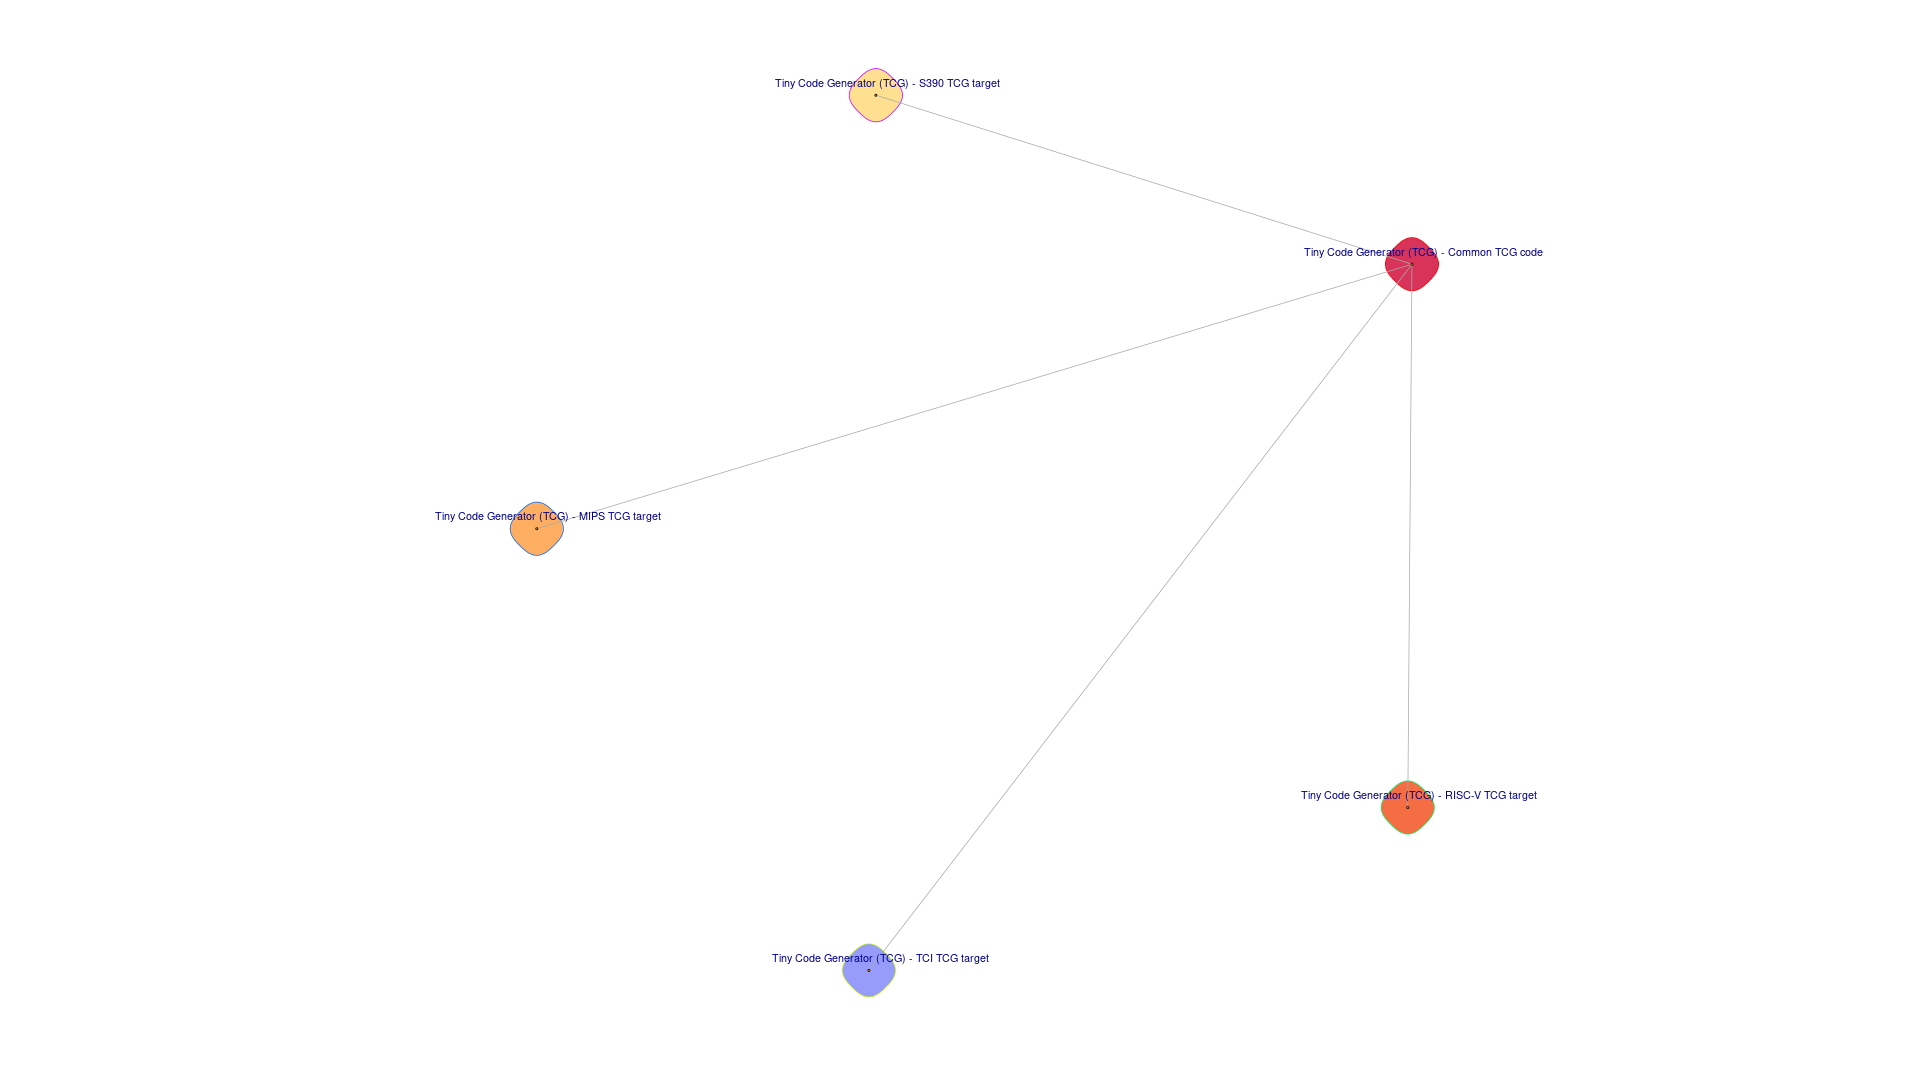 Tiny Code Generator (TCG) - S390 TCG target
Tiny Code Generator (TCG) - Common TCG code
Tiny Code Generator (TCG) - MIPS TCG target
Tiny Code Generator (TCG) - RISC-V TCG target
Tiny Code Generator (TCG) - TCI TCG target